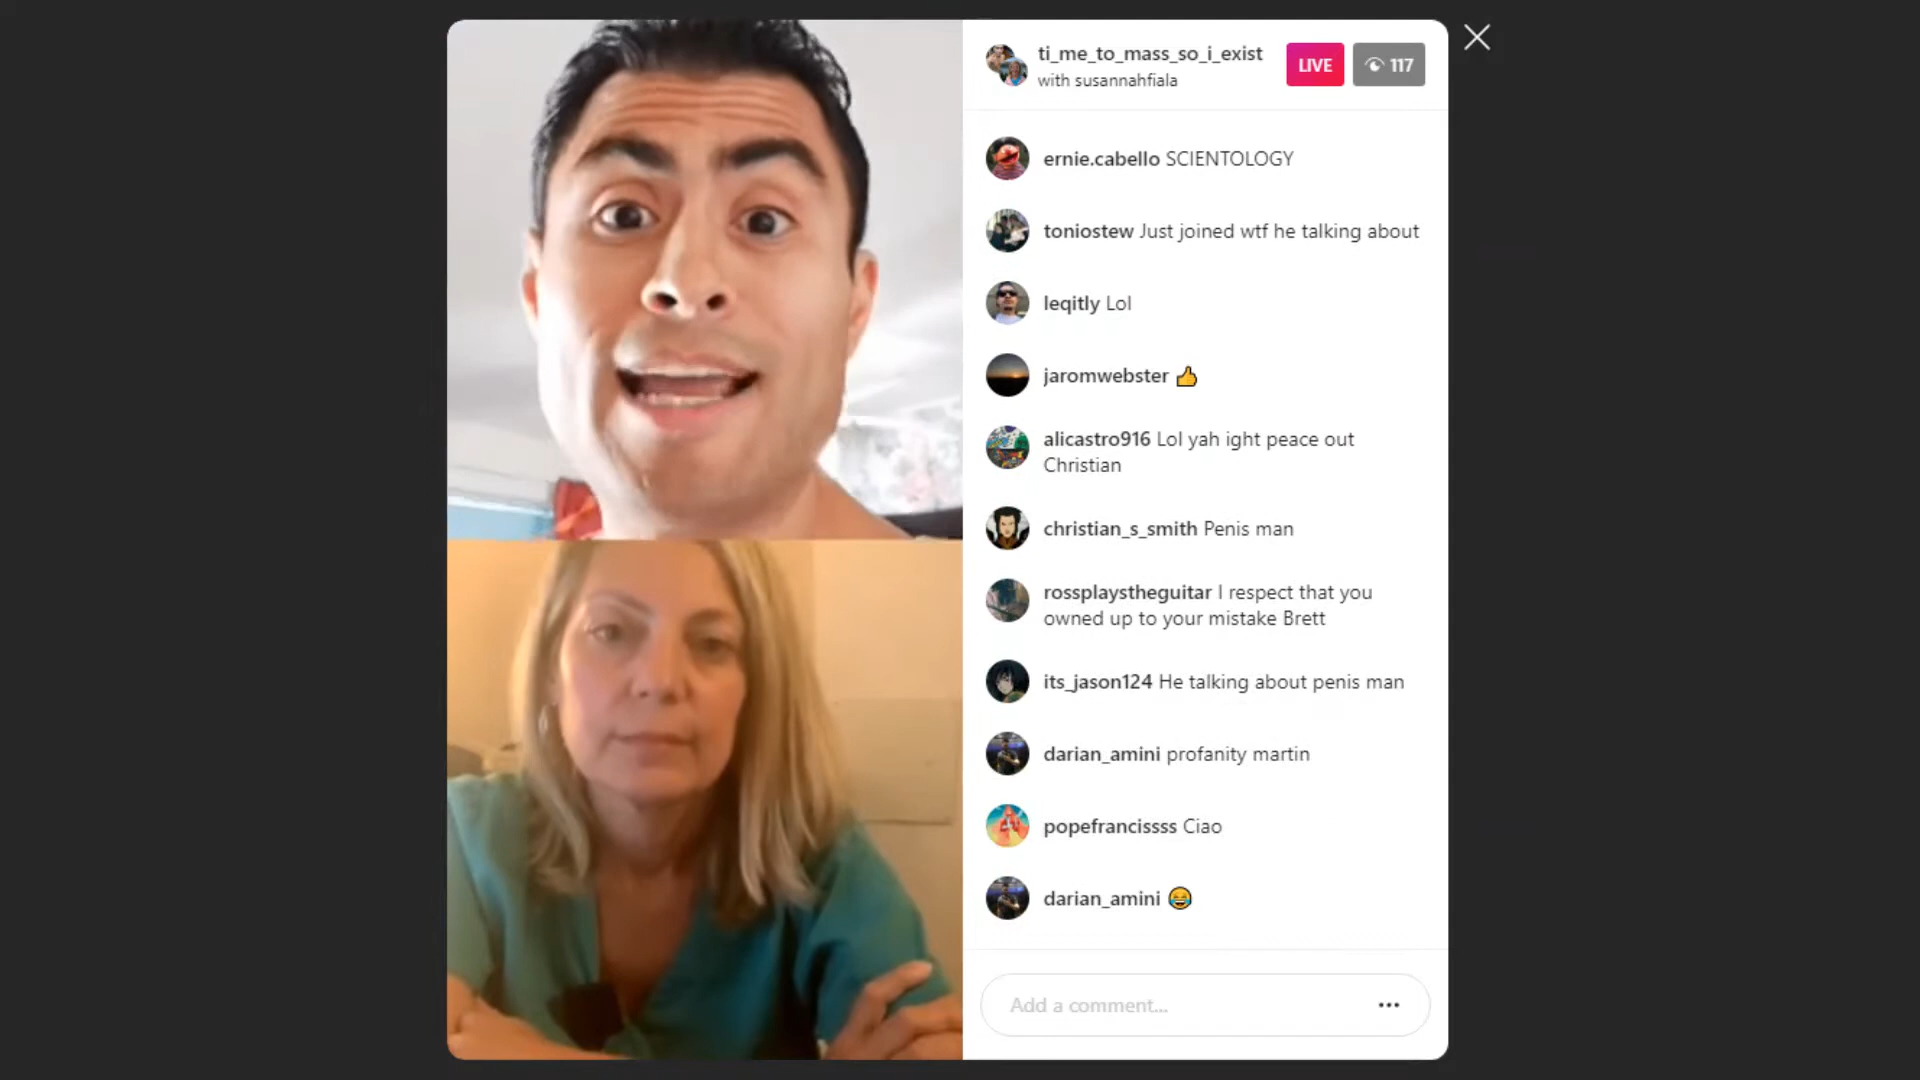 ti_me_to_mass_so_i_exist
with susannahfiala
LIVE
117
ernie.cabello SCIENTOLOGY
toniostew Just joined wtf he talking about
leqitly Lol
jaromwebster 👍
alicastro916 Lol yah ight peace out
Christian
christian_s_smith Penis man
rossplaystheguitar I respect that you
owned up to your mistake Brett
its_jason124 He talking about penis man
darian_amini profanity martin
popefrancissss Ciao
darian_amini 😂
Add a comment...